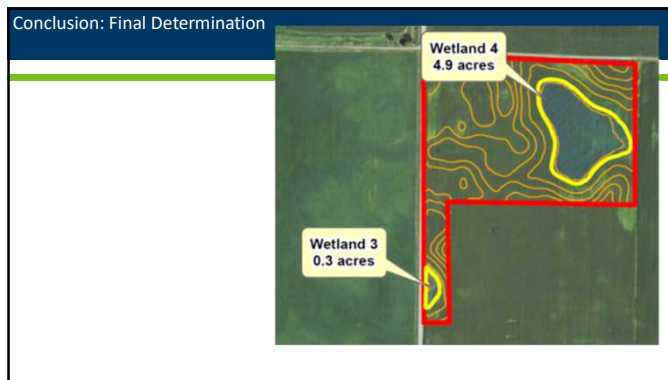 Conclusion: Final Determination
Wetland 4
4.9 acres
Wetland 3
0.3 acres